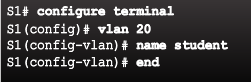 S1# configure terminal
S1(config)# vlan 20
S1(config-vlan)# name student
S1(config-vlan)# end